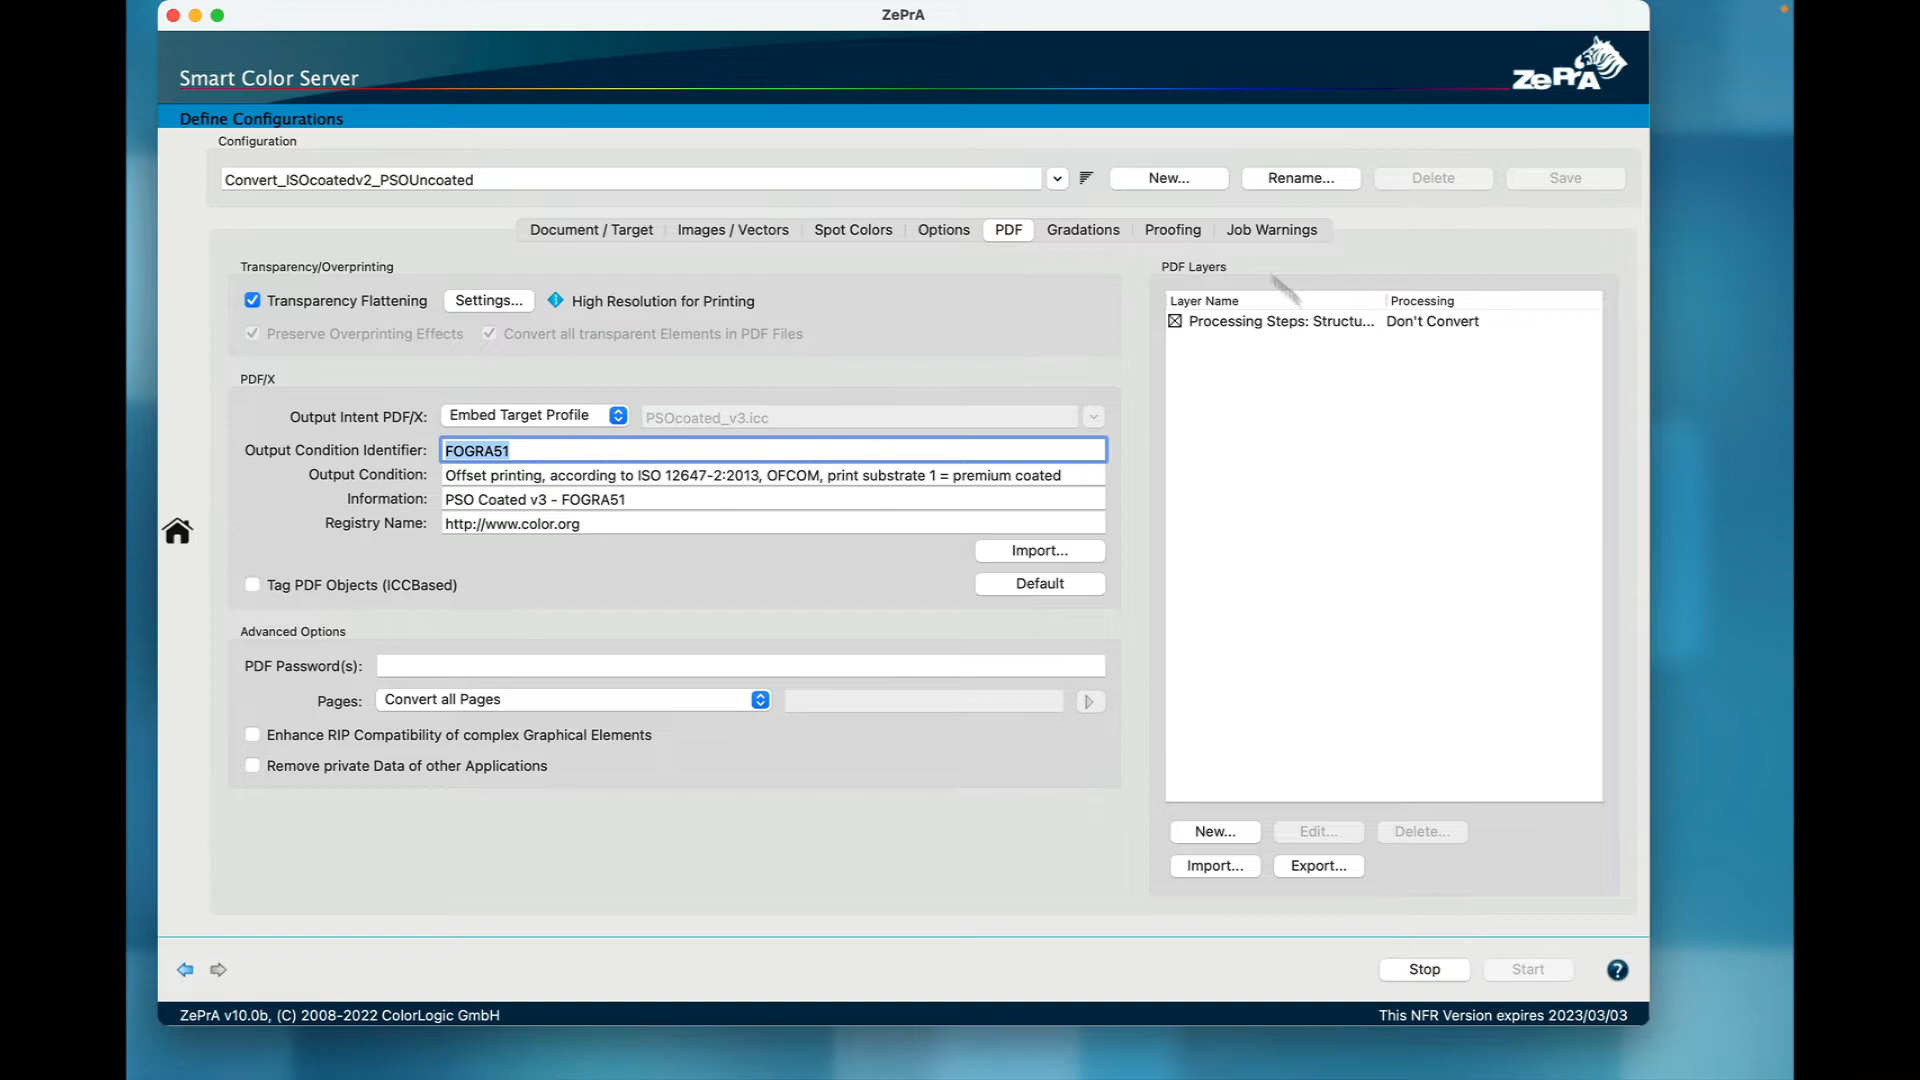 ZePrA
Smart Color Server
ZePrA
Define Configurations
Configuration
Convert_ISOcoatedv2_PSOUncoated
New...
Rename...
Delete
Save
Document / Target
Images / Vectors
Spot Colors
Options
PDF
Gradations
Proofing
Job Warnings
Transparency/Overprinting
Transparency Flattening
Settings...
High Resolution for Printing
Preserve Overprinting Effects
Convert all transparent Elements in PDF Files
PDF/X
Output Intent PDF/X:
Embed Target Profile
PSOcoated_v3.icc
Output Condition Identifier:
FOGRA51
Output Condition:
Offset printing, according to ISO 12647-2:2013, OFCOM, print substrate 1 = premium coated
Information:
PSO Coated v3 - FOGRA51
Registry Name:
http://www.color.org
Import...
Tag PDF Objects (ICCBased)
Default
Advanced Options
PDF Password(s):
Pages:
Convert all Pages
Enhance RIP Compatibility of complex Graphical Elements
Remove private Data of other Applications
PDF Layers
Layer Name
Processing
Processing Steps: Structu...
Don't Convert
New...
Edit...
Delete...
Import...
Export...
Stop
Start
?
ZePrA v10.0b, (C) 2008-2022 ColorLogic GmbH
This NFR Version expires 2023/03/03